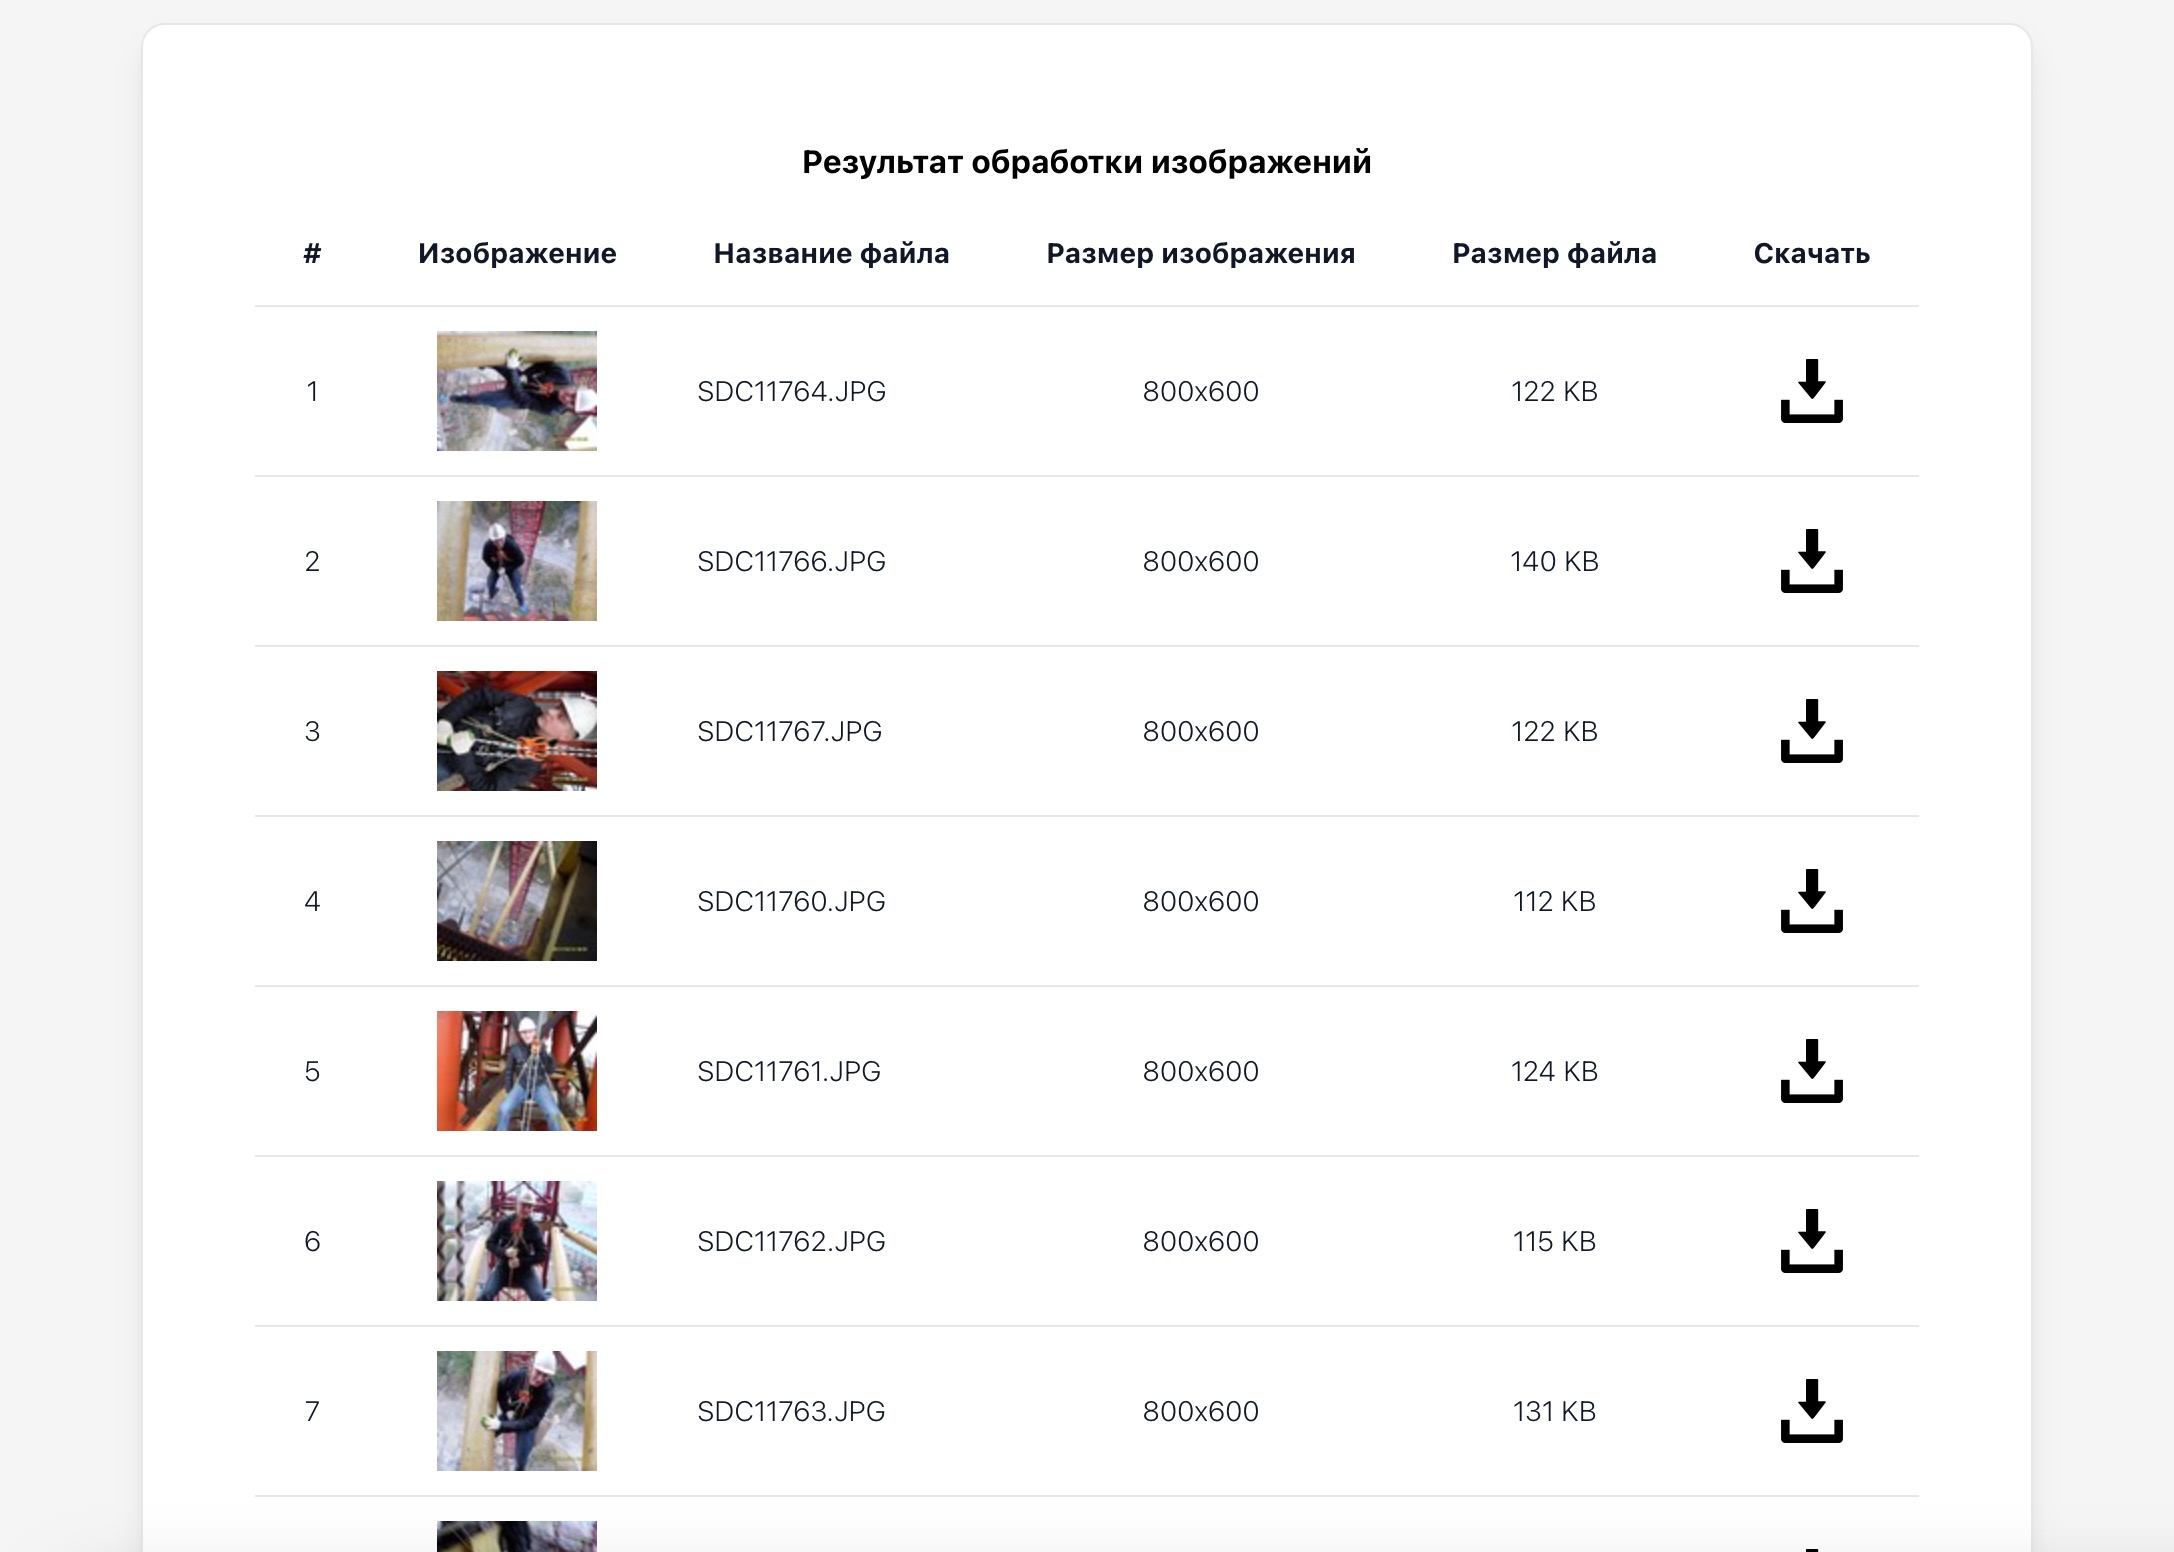 Результат обработки изображений
# Изображение Название файла Размер изображения Размер файла Скачать
1 SDC11764.JPG 800x600 122 KB
2 SDC11766.JPG 800x600 140 KB
3 SDC11767.JPG 800x600 122 KB
4 SDC11760.JPG 800x600 112 KB
5 SDC11761.JPG 800x600 124 KB
6 SDC11762.JPG 800x600 115 KB
7 SDC11763.JPG 800x600 131 KB